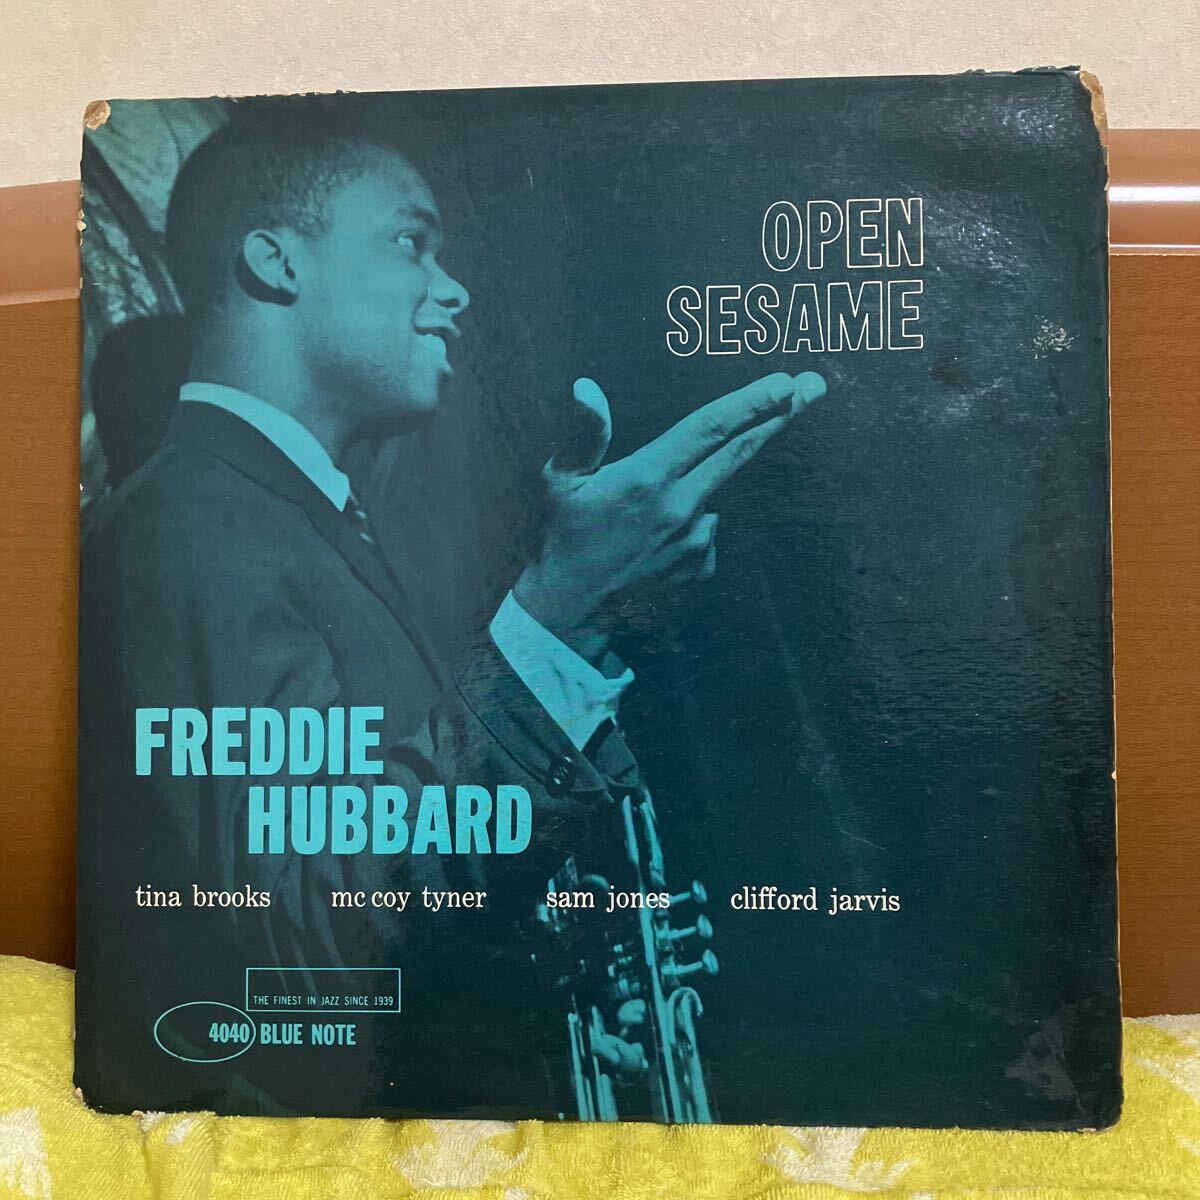 OPEN
SESAME
FREDDIE
HUBBARD
tina brooks mc coy tyner sam jones clifford jarvis
THE FINEST IN JAZZ SINCE 1939
4040 BLUE NOTE